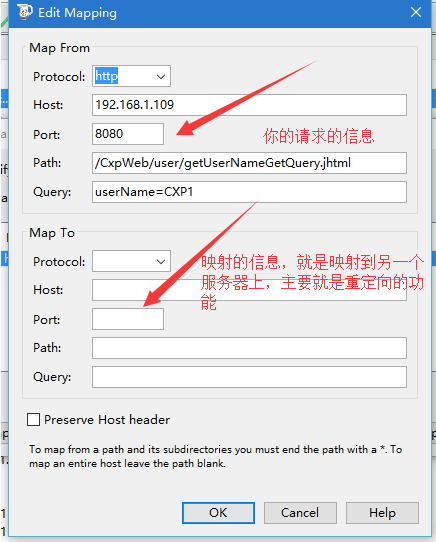 Edit Mapping
Map From
Protocol: http
Host: 192.168.1.109
Port: 8080
你的请求的信息
Path: /CxpWeb/user/getUserNameGetQuery.jhtml
Query: userName=CXP1
Map To
Protocol:
映射的信息，就是映射到另一个
Host:
服务器上，主要就是重定向的功
能
Port:
Path:
Query:
Preserve Host header
To map from a path and its subdirectories you must end the path with a *. To
map an entire host leave the path blank.
OK Cancel Help